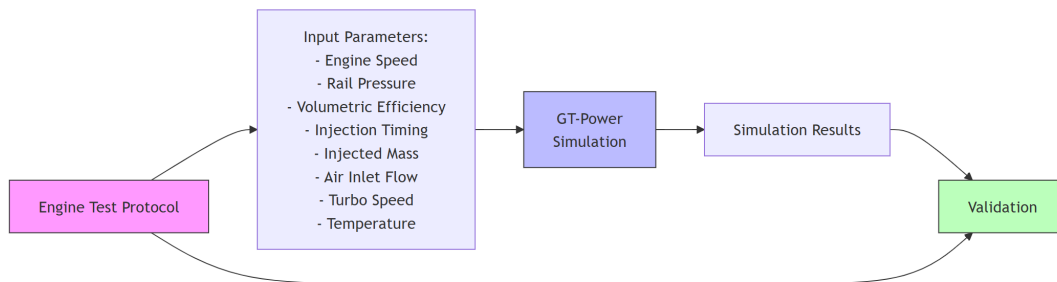 Engine Test Protocol
Input Parameters:
- Engine Speed
- Rail Pressure
- Volumetric Efficiency
- Injection Timing
- Injected Mass
- Air Inlet Flow
- Turbo Speed
- Temperature
GT-Power
Simulation
Simulation Results
Validation